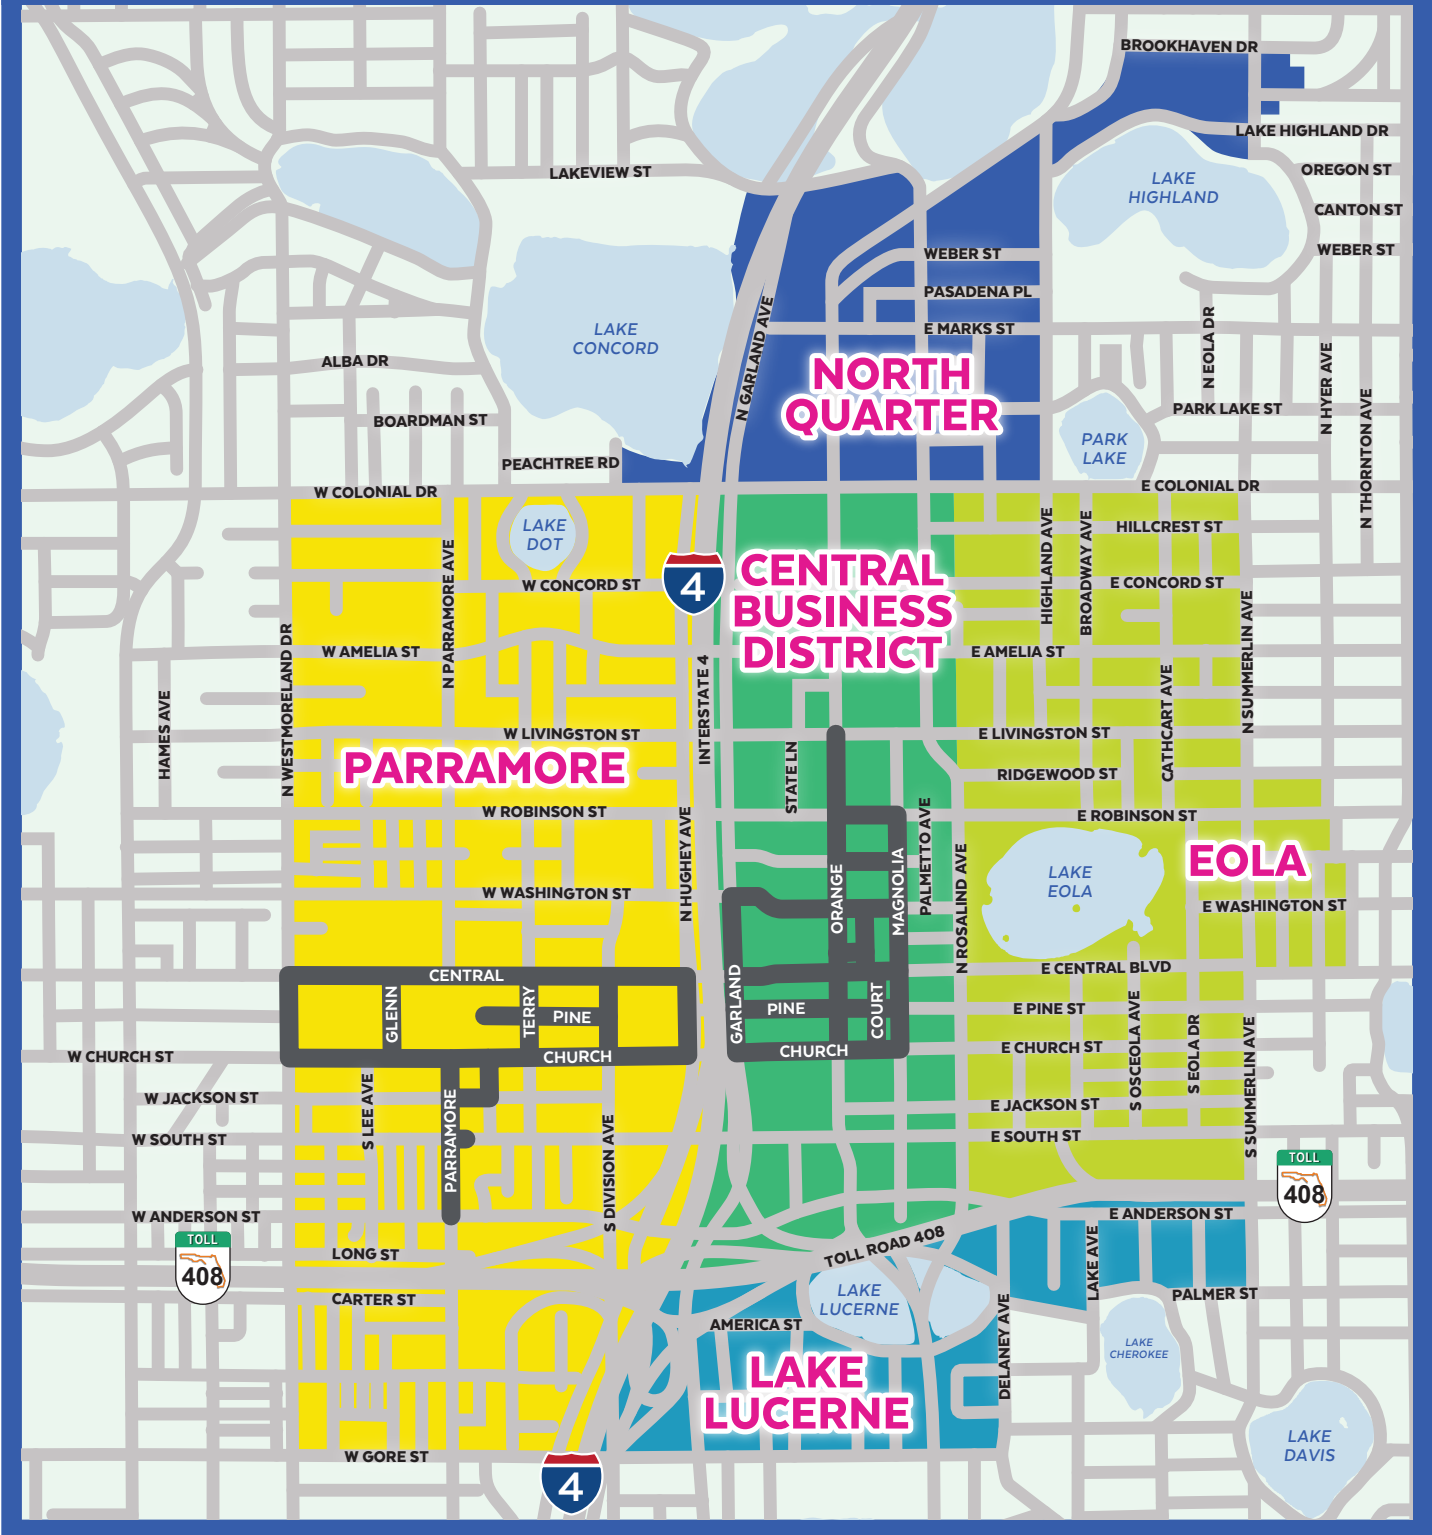 BROOKHAVEN DR
LAKE HIGHLAND DR
LAKEVIEW ST
OREGON ST
LAKE
HIGHLAND
CANTON ST
WEBER ST
WEBER ST
PASADENA PL
N GARLAND AVE
E MARKS ST
LAKE
CONCORD
N EOLA DR
ALBA DR
NORTH
QUARTER
N HYER AVE
PARK LAKE ST
BOARDMAN ST
N THORNTON AVE
PARK
LAKE
PEACHTREE RD
W COLONIAL DR
E COLONIAL DR
LAKE
DOT
HIGHLAND AVE
BROADWAY AVE
HILLCREST ST
N PARRAMORE AVE
W CONCORD ST
4
CENTRAL
BUSINESS
DISTRICT
E CONCORD ST
N SUMMERLIN AVE
N WESTMORELAND DR
W AMELIA ST
INTERSTATE 4
E AMELIA ST
HAMES AVE
CATHCART AVE
W LIVINGSTON ST
E LIVINGSTON ST
PARRAMORE
STATE LN
RIDGEWOOD ST
W ROBINSON ST
N HUGHEY AVE
PALMETTO AVE
E ROBINSON ST
N ROSALIND AVE
ORANGE
MAGNOLIA
LAKE
EOLA
EOLA
W WASHINGTON ST
E WASHINGTON ST
CENTRAL
E CENTRAL BLVD
GLENN
TERRY
PINE
GARLAND
PINE
COURT
E PINE ST
S OSCEOLA AVE
S EOLA DR
S SUMMERLIN AVE
W CHURCH ST
CHURCH
CHURCH
E CHURCH ST
W JACKSON ST
S LEE AVE
PARRAMORE
S DIVISION AVE
E JACKSON ST
W SOUTH ST
E SOUTH ST
TOLL
408
W ANDERSON ST
E ANDERSON ST
TOLL
408
LONG ST
TOLL ROAD 408
LAKE AVE
CARTER ST
LAKE
LUCERNE
PALMER ST
AMERICA ST
DELANEY AVE
LAKE
CHEROKEE
LAKE
LUCERNE
LAKE
DAVIS
W GORE ST
4